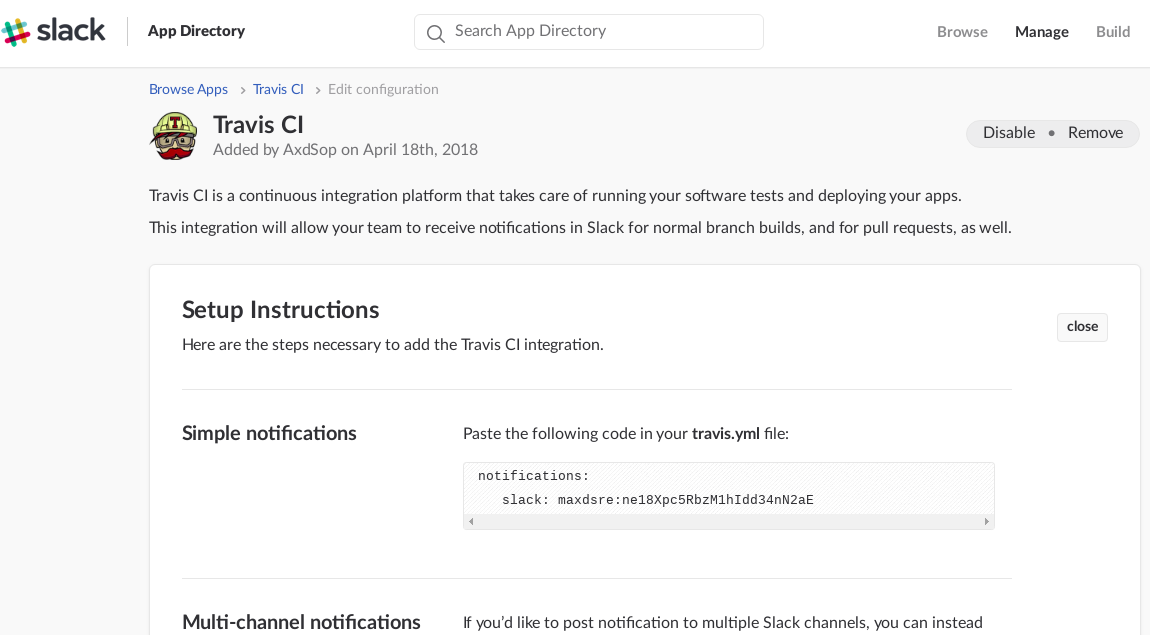 slack App Directory Search App Directory Browse Manage Build
Browse Apps > Travis CI > Edit configuration
Travis CI
Added by AxdSop on April 18th, 2018
Disable • Remove
Travis CI is a continuous integration platform that takes care of running your software tests and deploying your apps.
This integration will allow your team to receive notifications in Slack for normal branch builds, and for pull requests, as well.
Setup Instructions
close
Here are the steps necessary to add the Travis CI integration.
Simple notifications
Paste the following code in your travis.yml file:
notifications:
slack: maxdsre:ne18Xpc5RbzM1hIdd34nN2aE
Multi-channel notifications
If you’d like to post notification to multiple Slack channels, you can instead